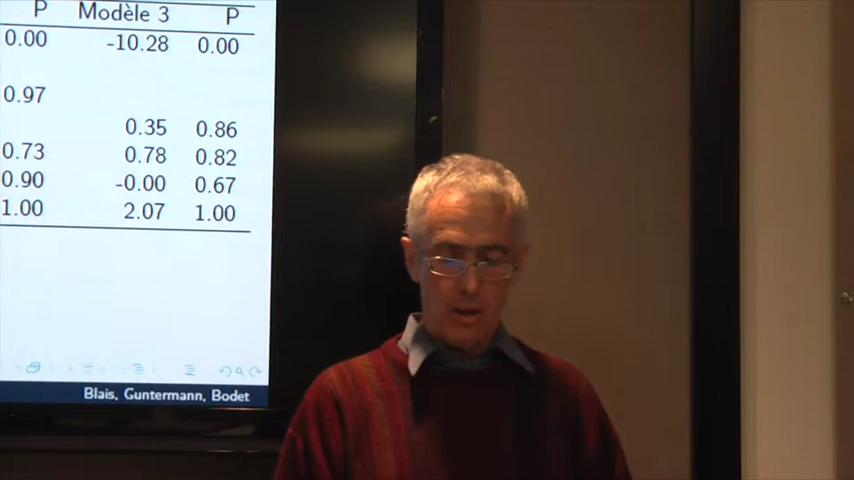 P Modèle 3 P
0.00 -10.28 0.00
0.97
0.35 0.86
0.73 0.78 0.82
0.90 -0.00 0.67
1.00 2.07 1.00
Blais, Guntermann, Bodet